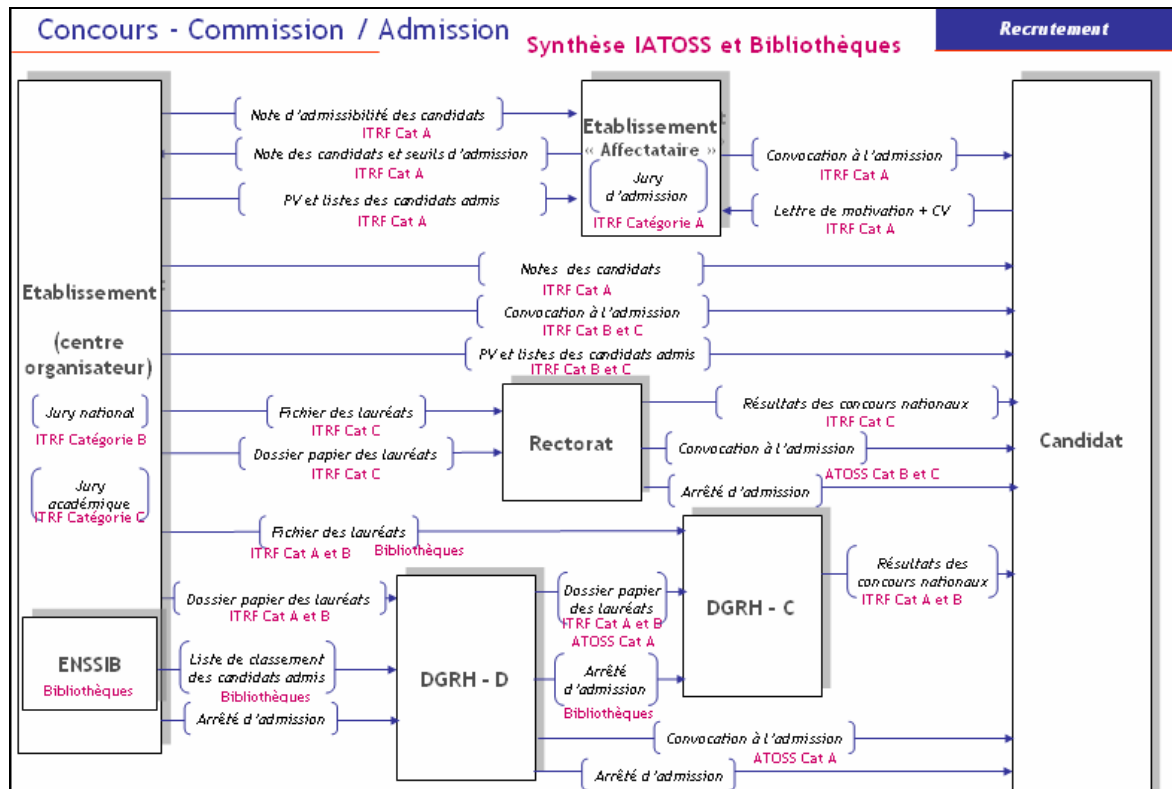 Concours - Commission / Admission
Synthèse IATOSS et Bibliothèques
Recrutement
Note d'admissibilité des candidats
ITRF Cat A
Note des candidats et seuils d'admission
ITRF Cat A
PV et listes des candidats admis
ITRF Cat A
Etablissement
« Affectataire »
Jury
d'admission
ITRF Catégorie A
Convocation à l'admission
ITRF Cat A
Lettre de motivation + CV
ITRF Cat A
Notes des candidats
ITRF Cat A
Convocation à l'admission
ITRF Cat B et C
PV et listes des candidats admis
ITRF Cat B et C
Etablissement
(centre
organisateur)
Jury national
ITRF Catégorie B
Jury
académique
ITRF Catégorie C
Fichier des lauréats
ITRF Cat C
Dossier papier des lauréats
ITRF Cat C
Rectorat
Résultats des concours nationaux
ITRF Cat C
Convocation à l'admission
ATOSS Cat B et C
Arrêté d'admission
Candidat
Fichier des lauréats
ITRF Cat A et B
Bibliothèques
Dossier papier des lauréats
ITRF Cat A et B
Dossier papier
des lauréats
ITRF Cat A et B
ATOSS Cat A
DGRH - C
Résultats des
concours nationaux
ITRF Cat A et B
ENSSIB
Bibliothèques
Liste de classement
des candidats admis
Bibliothèques
Arrêté d'admission
DGRH - D
Arrêté
d'admission
Bibliothèques
Convocation à l'admission
ATOSS Cat A
Arrêté d'admission